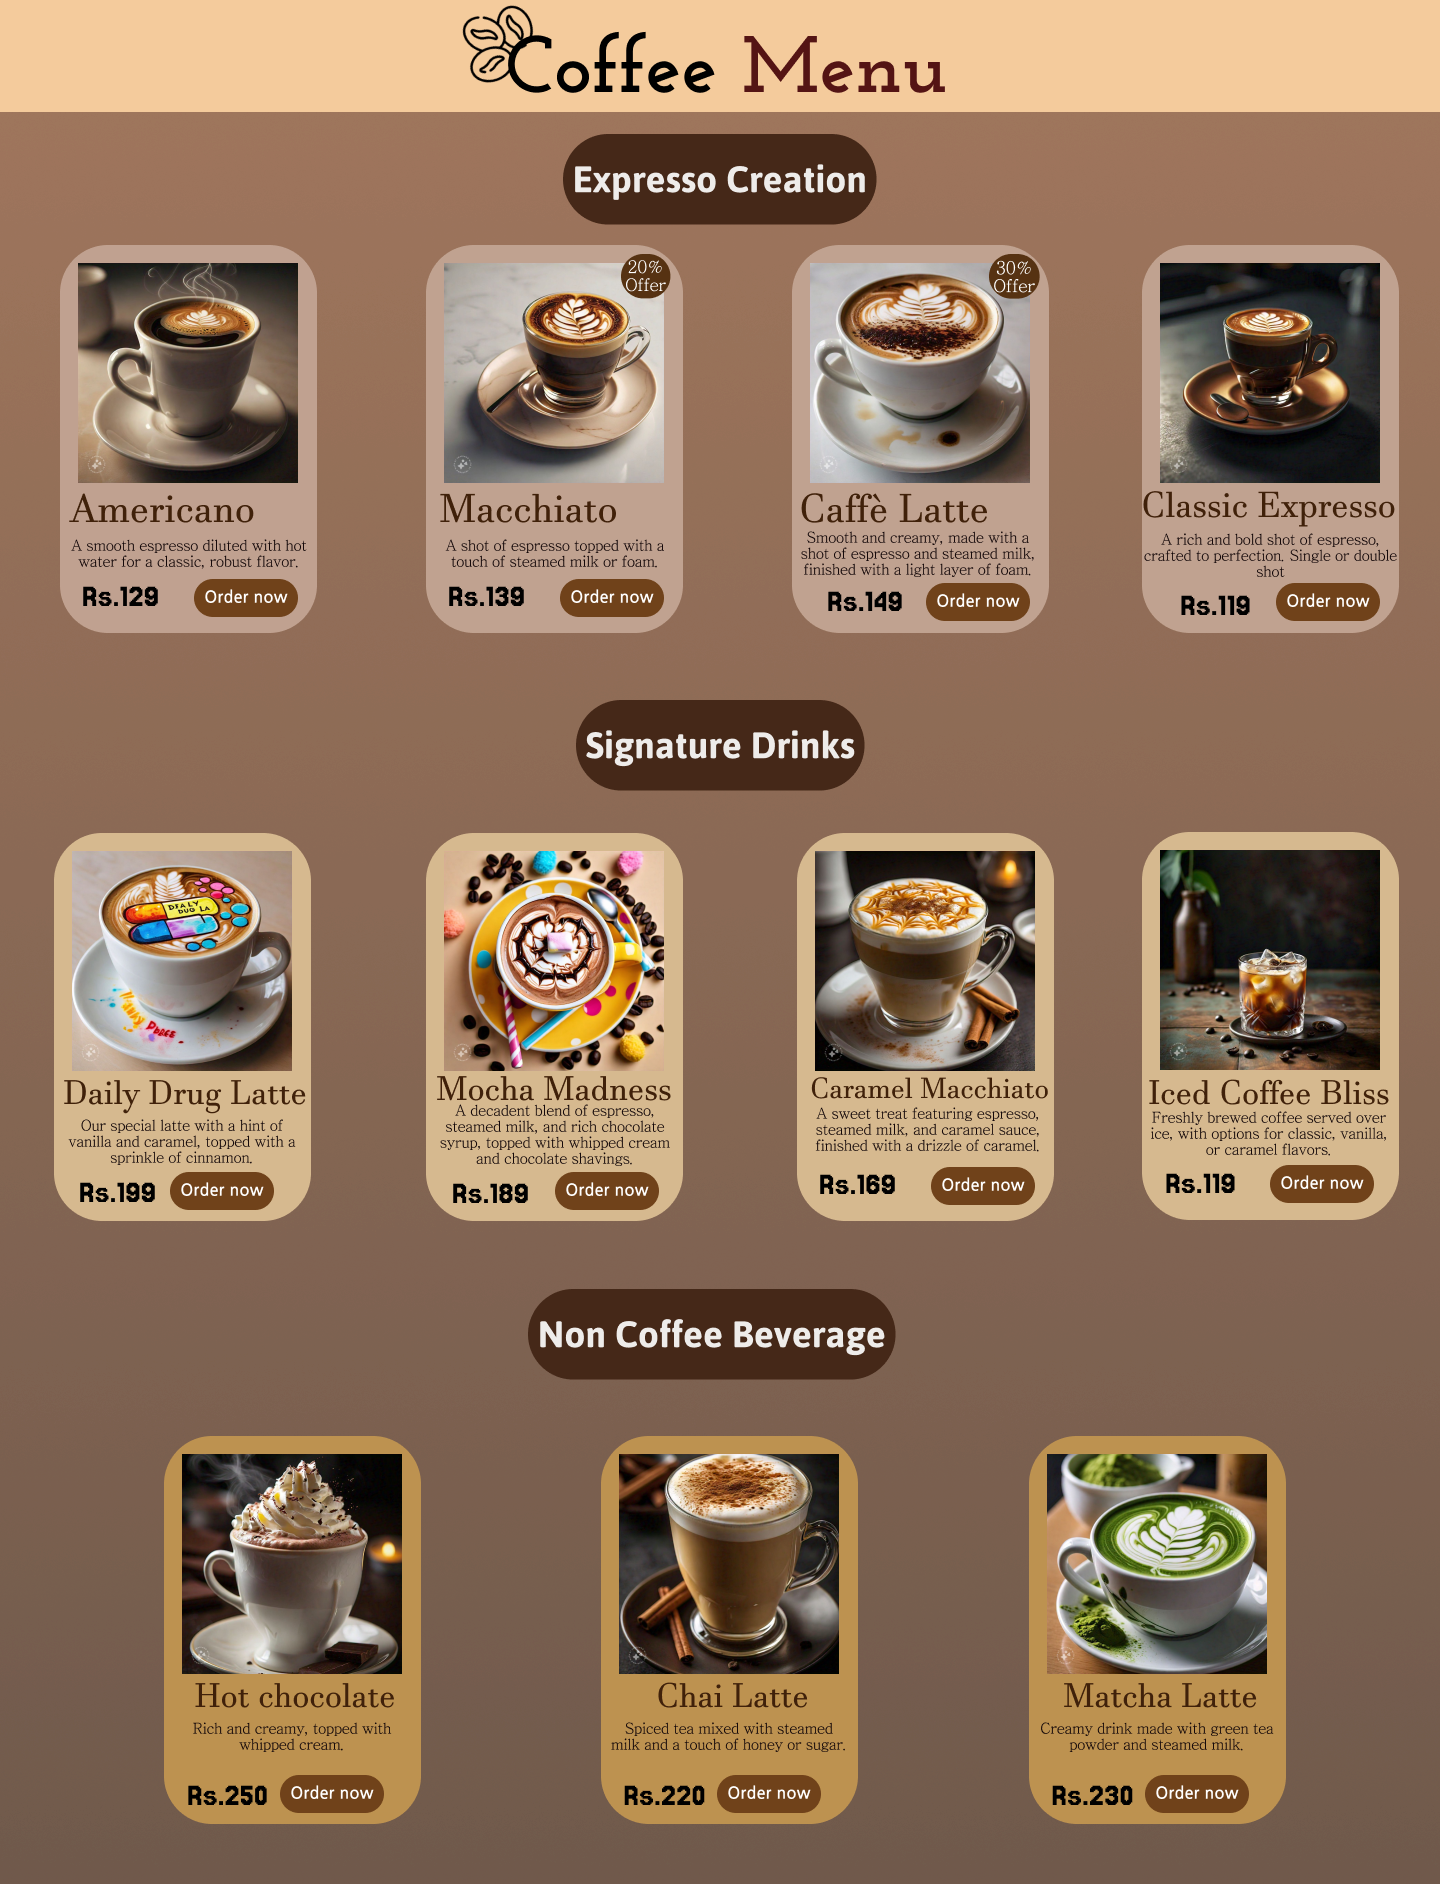 Coffee Menu
Expresso Creation
20%
Offer
30%
Offer
Americano
A smooth espresso diluted with hot
water for a classic, robust flavor.
Rs.129
Order now
Macchiato
A shot of espresso topped with a
touch of steamed milk or foam.
Rs.139
Order now
Caffè Latte
Smooth and creamy, made with a
shot of espresso and steamed milk,
finished with a light layer of foam.
Rs.149
Order now
Classic Expresso
A rich and bold shot of espresso,
crafted to perfection. Single or double
shot
Rs.119
Order now
Signature Drinks
Daily Drug Latte
Our special latte with a hint of
vanilla and caramel, topped with a
sprinkle of cinnamon.
Rs.199
Order now
Mocha Madness
A decadent blend of espresso,
steamed milk, and rich chocolate
syrup, topped with whipped cream
and chocolate shavings.
Rs.189
Order now
Caramel Macchiato
A sweet treat featuring espresso,
steamed milk, and caramel sauce,
finished with a drizzle of caramel.
Rs.169
Order now
Iced Coffee Bliss
Freshly brewed coffee served over
ice, with options for classic, vanilla,
or caramel flavors.
Rs.119
Order now
Non Coffee Beverage
Hot chocolate
Rich and creamy, topped with
whipped cream.
Rs.250
Order now
Chai Latte
Spiced tea mixed with steamed
milk and a touch of honey or sugar.
Rs.220
Order now
Matcha Latte
Creamy drink made with green tea
powder and steamed milk.
Rs.230
Order now